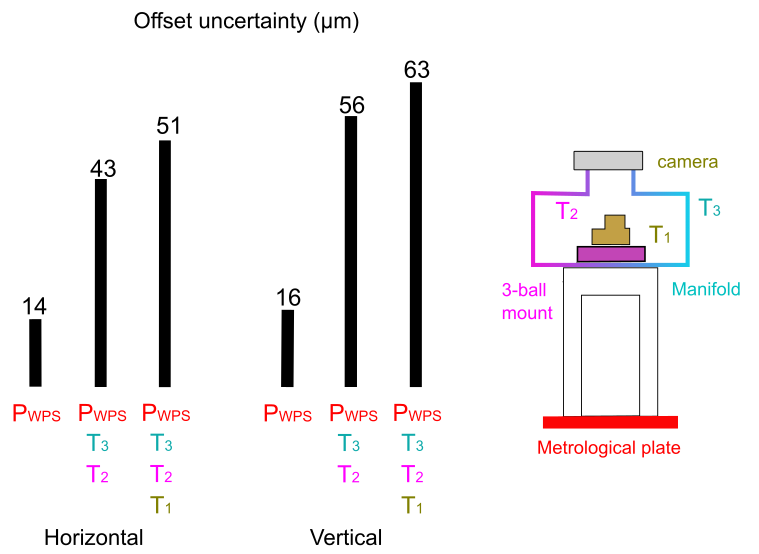 Offset uncertainty (μm)
14
43
51
16
56
63
PWPS
PWPS
T3
T2
PWPS
T3
T2
T1
PWPS
PWPS
T3
T2
PWPS
T3
T2
T1
Horizontal
Vertical
camera
T2
T3
T1
3-ball
mount
Manifold
Metrological plate